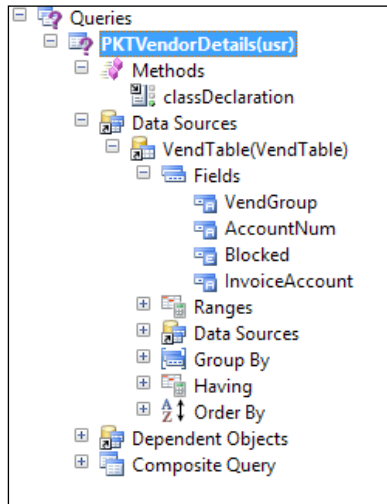 Queries
PKTVendorDetails(usr)
Methods
classDeclaration
Data Sources
VendTable(VendTable)
Fields
VendGroup
AccountNum
Blocked
InvoiceAccount
Ranges
Data Sources
Group By
Having
Order By
Dependent Objects
Composite Query